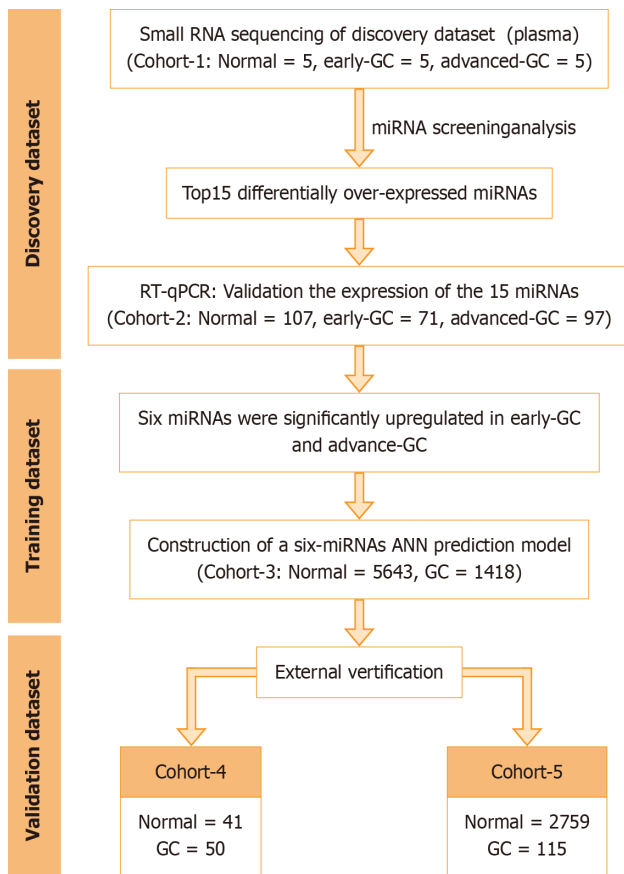 Discovery dataset
Small RNA sequencing of discovery dataset (plasma)
(Cohort-1: Normal = 5, early-GC = 5, advanced-GC = 5)
miRNA screeninganalysis
Top15 differentially over-expressed miRNAs
RT-qPCR: Validation the expression of the 15 miRNAs
(Cohort-2: Normal = 107, early-GC = 71, advanced-GC = 97)
Training dataset
Six miRNAs were significantly upregulated in early-GC
and advance-GC
Construction of a six-miRNAs ANN prediction model
(Cohort-3: Normal = 5643, GC = 1418)
Validation dataset
External vertification
Cohort-4
Normal = 41
GC = 50
Cohort-5
Normal = 2759
GC = 115